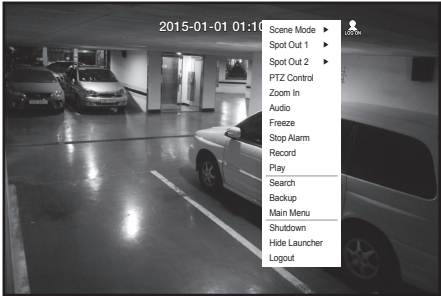 2015-01-01 01:10
LOG ON
Scene Mode
Spot Out 1
Spot Out 2
PTZ Control
Zoom In
Audio
Freeze
Stop Alarm
Record
Play
Search
Backup
Main Menu
Shutdown
Hide Launcher
Logout